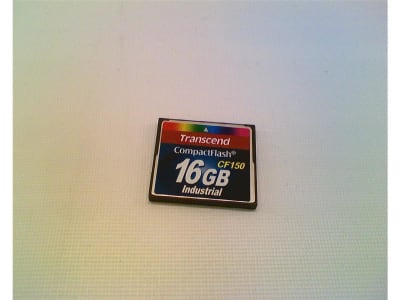 Transcend
CompactFlash®
CF150
16GB
Industrial